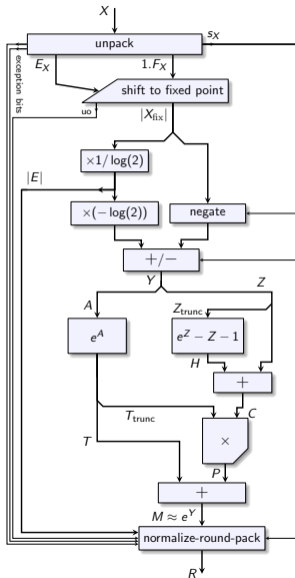 X
unpack
s_X
E_X
1.F_X
exception bits
shift to fixed point
uo
|X_fix|
×1/log(2)
|E|
×(−log(2))
negate
+/−
Y
Z
A
Z_trunc
e^A
e^Z − Z − 1
H
+
T_trunc
C
×
T
P
+
M ≈ e^Y
normalize-round-pack
R